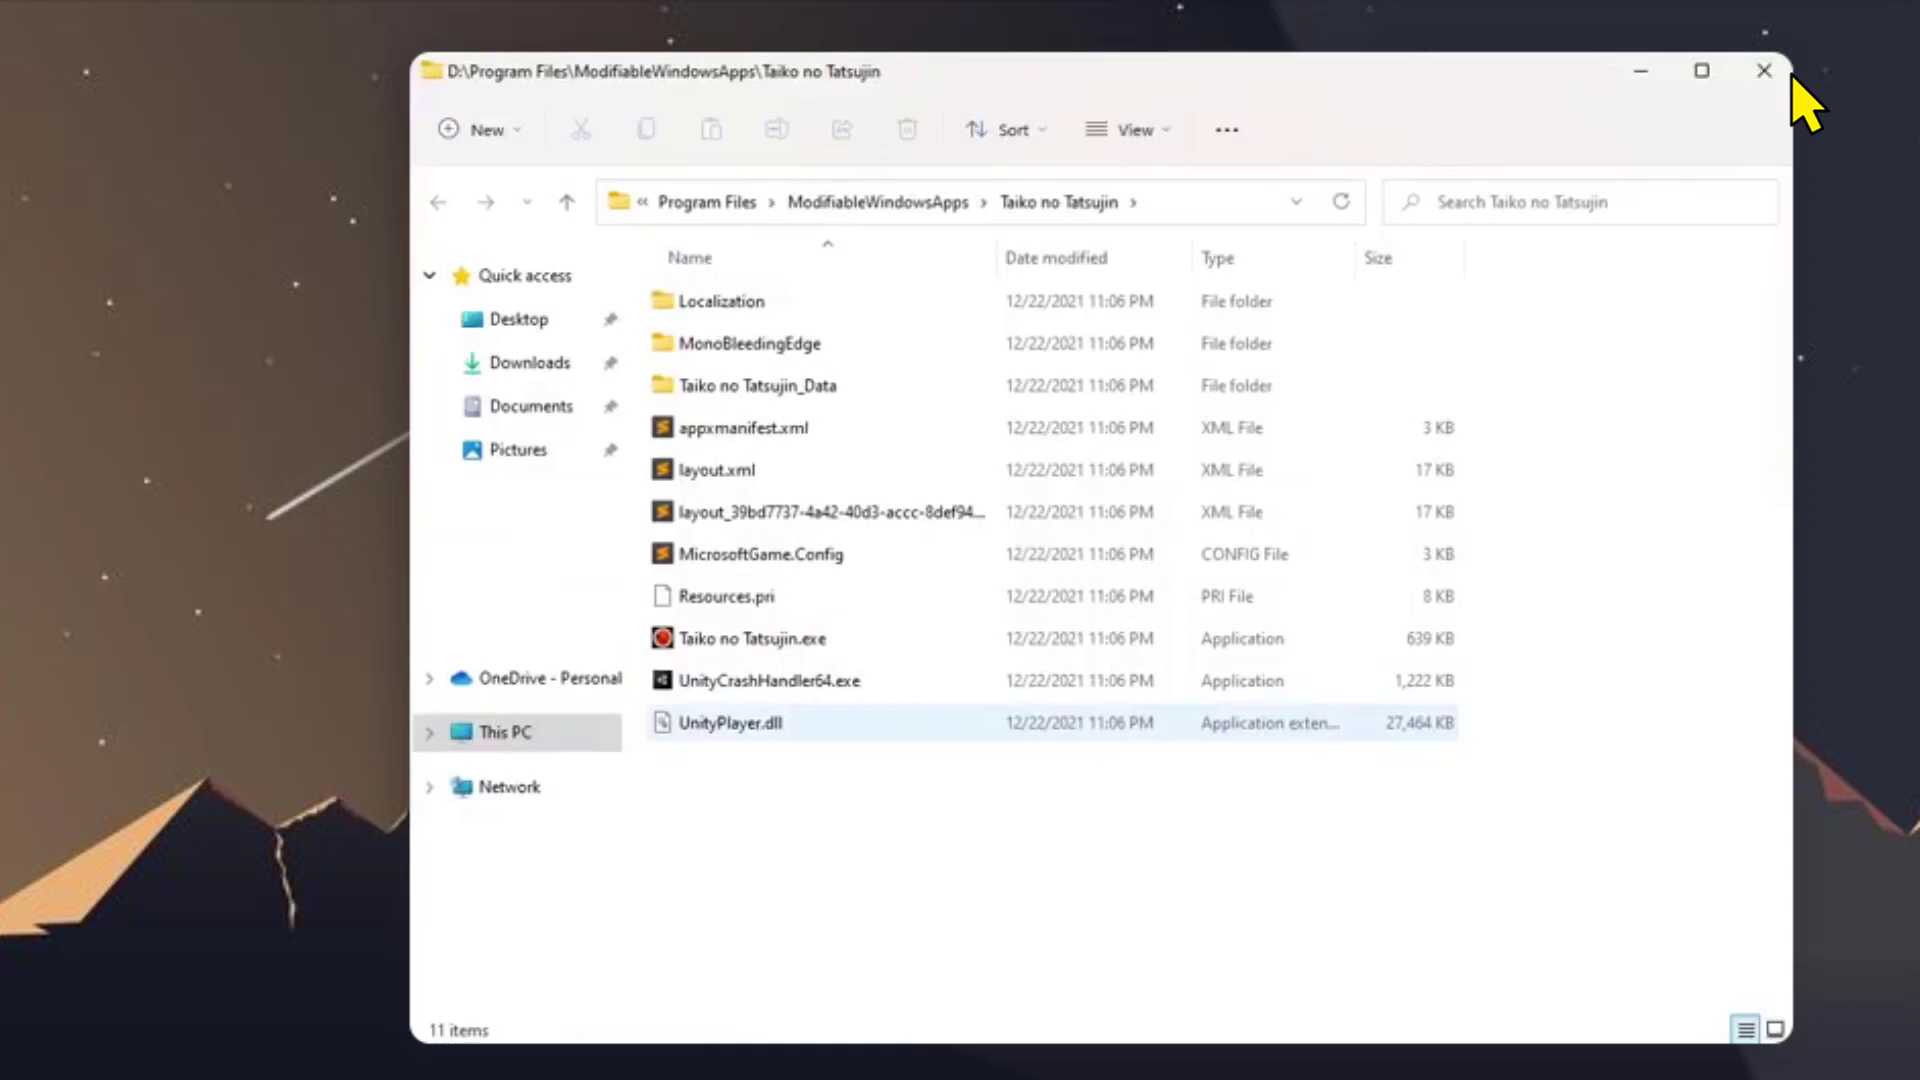 D:\Program Files\ModifiableWindowsApps\Taiko no Tatsujin
New Sort View
« Program Files › ModifiableWindowsApps › Taiko no Tatsujin ›
Search Taiko no Tatsujin
Name Date modified Type Size
Quick access
Desktop
Downloads
Documents
Pictures
OneDrive - Personal
This PC
Network
Localization 12/22/2021 11:06 PM File folder
MonoBleedingEdge 12/22/2021 11:06 PM File folder
Taiko no Tatsujin_Data 12/22/2021 11:06 PM File folder
appxmanifest.xml 12/22/2021 11:06 PM XML File 3 KB
layout.xml 12/22/2021 11:06 PM XML File 17 KB
layout_39bd7737-4a42-40d3-accc-8def94... 12/22/2021 11:06 PM XML File 17 KB
MicrosoftGame.Config 12/22/2021 11:06 PM CONFIG File 3 KB
Resources.pri 12/22/2021 11:06 PM PRI File 8 KB
Taiko no Tatsujin.exe 12/22/2021 11:06 PM Application 639 KB
UnityCrashHandler64.exe 12/22/2021 11:06 PM Application 1,222 KB
UnityPlayer.dll 12/22/2021 11:06 PM Application exten... 27,464 KB
11 items